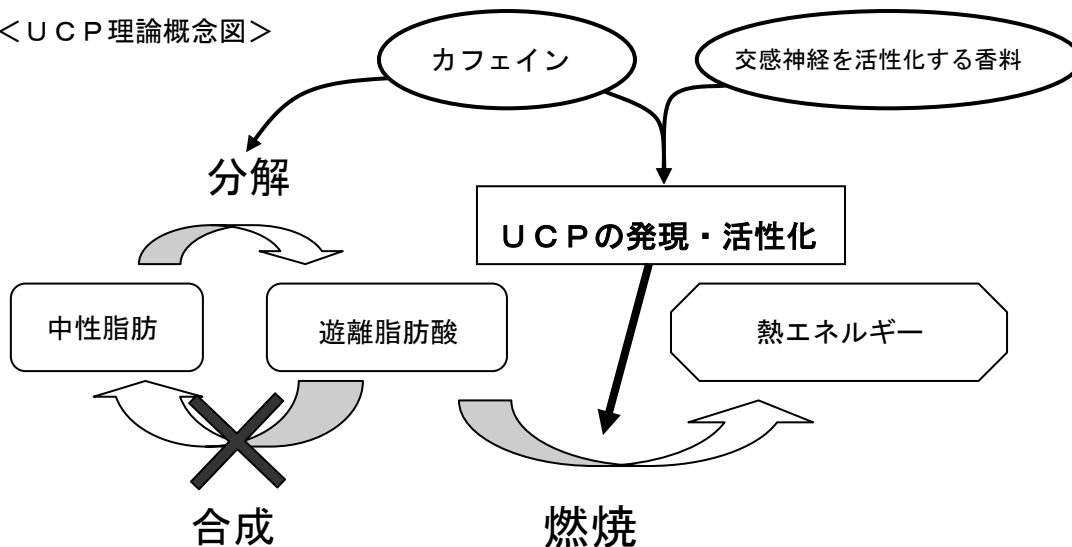 ＜ＵＣＰ理論概念図＞
カフェイン
交感神経を活性化する香料
分解
ＵＣＰの発現・活性化
中性脂肪
遊離脂肪酸
熱エネルギー
合成
燃焼